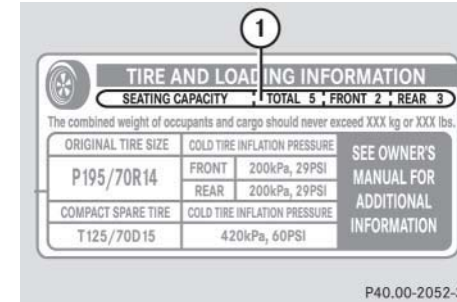 1
TIRE AND LOADING INFORMATION
SEATING CAPACITY TOTAL 5 FRONT 2 REAR 3
The combined weight of occupants and cargo should never exceed XXX kg or XXX lbs.
ORIGINAL TIRE SIZE COLD TIRE INFLATION PRESSURE
P195/70R14 FRONT 200kPa, 29PSI
REAR 200kPa, 29PSI
COMPACT SPARE TIRE COLD TIRE INFLATION PRESSURE
T125/70D15 420kPa, 60PSI
SEE OWNER'S
MANUAL FOR
ADDITIONAL
INFORMATION
P40.00-2052-